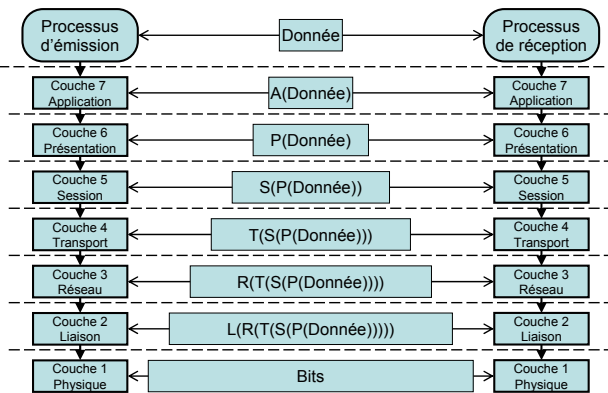 Processus
d'émission
Donnée
Processus
de réception
Couche 7
Application
A(Donnée)
Couche 7
Application
Couche 6
Présentation
P(Donnée)
Couche 6
Présentation
Couche 5
Session
S(P(Donnée))
Couche 5
Session
Couche 4
Transport
T(S(P(Donnée)))
Couche 4
Transport
Couche 3
Réseau
R(T(S(P(Donnée))))
Couche 3
Réseau
Couche 2
Liaison
L(R(T(S(P(Donnée)))))
Couche 2
Liaison
Couche 1
Physique
Bits
Couche 1
Physique